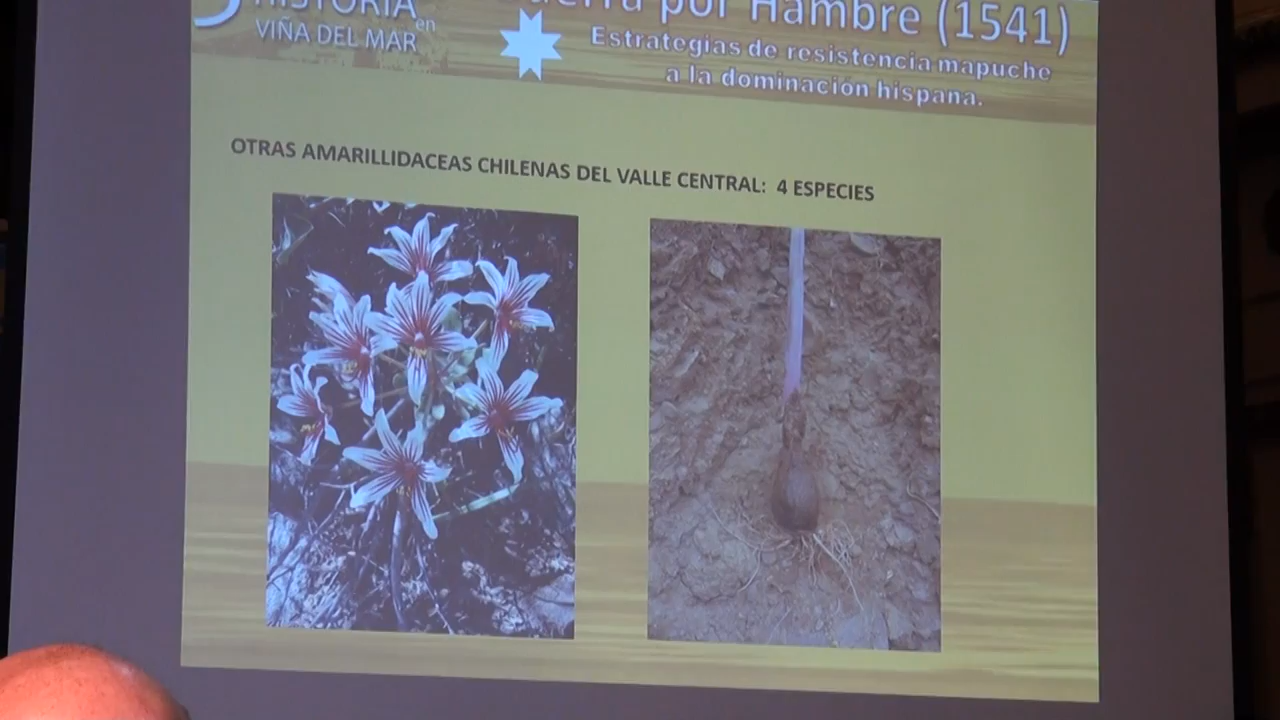 HISTORIA
en
VIÑA DEL MAR
por Hambre (1541)
Estrategias de resistencia mapuche
a la dominación hispana.
OTRAS AMARILLIDACEAS CHILENAS DEL VALLE CENTRAL: 4 ESPECIES